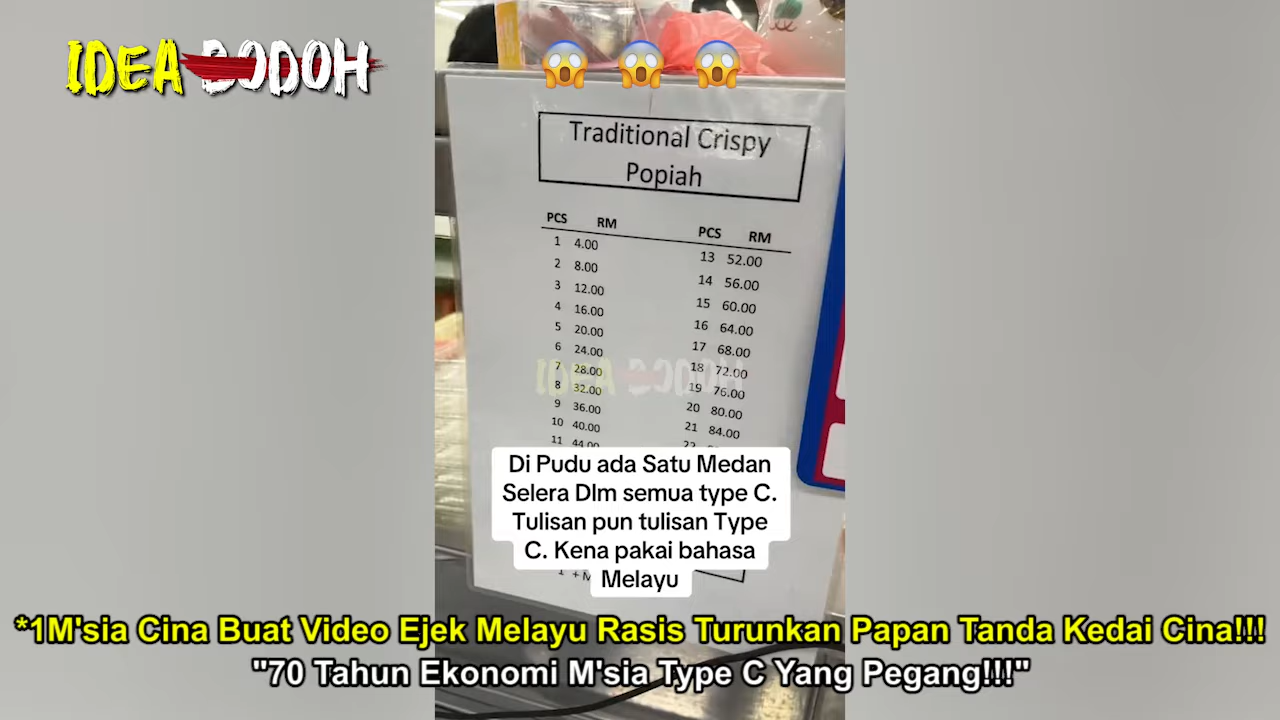 IDEA BODOH
Traditional Crispy
Popiah
PCS RM
1 4.00
2 8.00
3 12.00
4 16.00
5 20.00
6 24.00
7 28.00
8 32.00
9 36.00
10 40.00
11 44.00
PCS RM
13 52.00
14 56.00
15 60.00
16 64.00
17 68.00
18 72.00
19 76.00
20 80.00
21 84.00
22
IDEA BODOH
Di Pudu ada Satu Medan
Selera Dlm semua type C.
Tulisan pun tulisan Type
C. Kena pakai bahasa
Melayu
*1M'sia Cina Buat Video Ejek Melayu Rasis Turunkan Papan Tanda Kedai Cina!!!
"70 Tahun Ekonomi M'sia Type C Yang Pegang!!!"